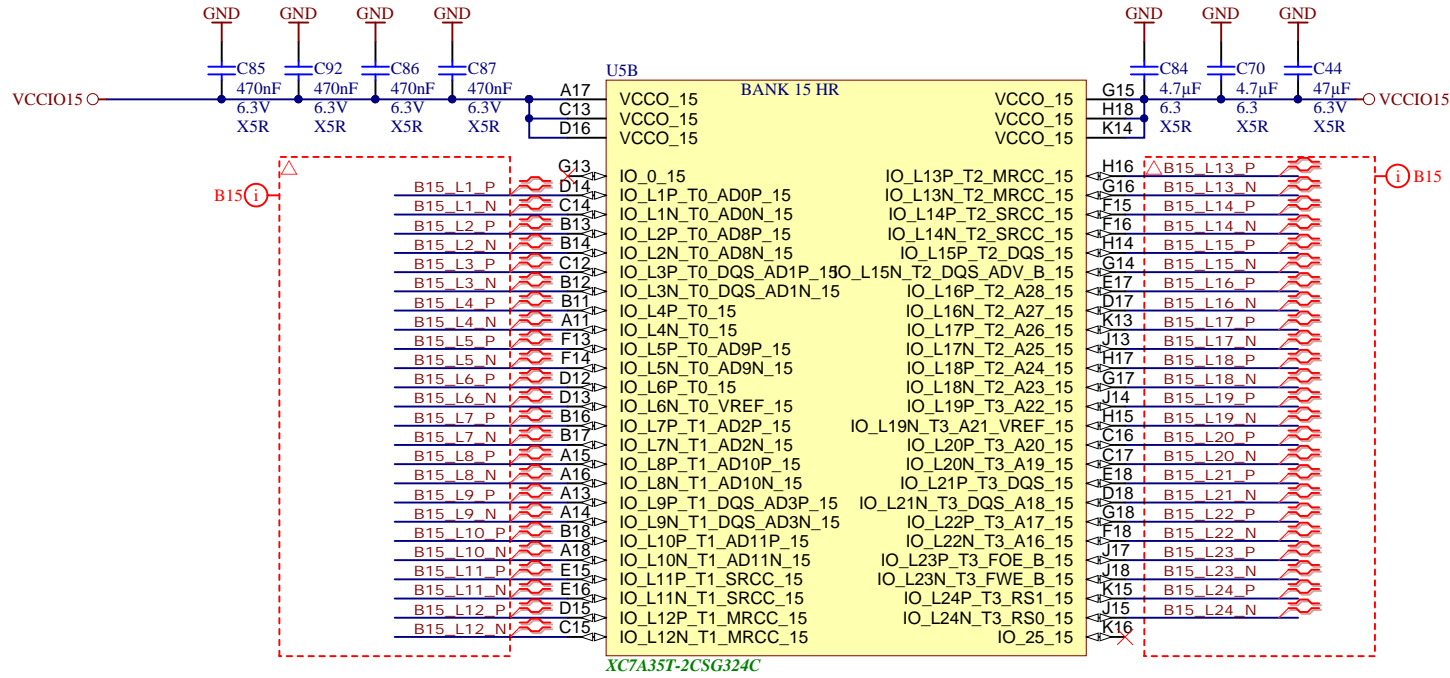 GND GND GND GND GND GND GND
C85 C92 C86 C87 C84 C70 C44
470nF 470nF 470nF 470nF 4.7µF 4.7µF 47µF
6.3V 6.3V 6.3V 6.3V 6.3 6.3 6.3V
X5R X5R X5R X5R X5R X5R X5R
U5B
BANK 15 HR
VCCIO15 A17 VCCO_15 VCCO_15 G15 VCCIO15
C13 VCCO_15 VCCO_15 H18
D16 VCCO_15 VCCO_15 K14
G13 IO_0_15 IO_L13P_T2_MRCC_15 H16 B15_L13_P
B15 i B15_L1_P D14 IO_L1P_T0_AD0P_15 IO_L13N_T2_MRCC_15 G16 B15_L13_N i B15
B15_L1_N C14 IO_L1N_T0_AD0N_15 IO_L14P_T2_SRCC_15 F15 B15_L14_P
B15_L2_P B13 IO_L2P_T0_AD8P_15 IO_L14N_T2_SRCC_15 F16 B15_L14_N
B15_L2_N B14 IO_L2N_T0_AD8N_15 IO_L15P_T2_DQS_15 H14 B15_L15_P
B15_L3_P C12 IO_L3P_T0_DQS_AD1P_15 IO_L15N_T2_DQS_ADV_B_15 G14 B15_L15_N
B15_L3_N B12 IO_L3N_T0_DQS_AD1N_15 IO_L16P_T2_A28_15 E17 B15_L16_P
B15_L4_P B11 IO_L4P_T0_15 IO_L16N_T2_A27_15 D17 B15_L16_N
B15_L4_N A11 IO_L4N_T0_15 IO_L17P_T2_A26_15 K13 B15_L17_P
B15_L5_P F13 IO_L5P_T0_AD9P_15 IO_L17N_T2_A25_15 J13 B15_L17_N
B15_L5_N F14 IO_L5N_T0_AD9N_15 IO_L18P_T2_A24_15 H17 B15_L18_P
B15_L6_P D12 IO_L6P_T0_15 IO_L18N_T2_A23_15 G17 B15_L18_N
B15_L6_N D13 IO_L6N_T0_VREF_15 IO_L19P_T3_A22_15 J14 B15_L19_P
B15_L7_P B16 IO_L7P_T1_AD2P_15 IO_L19N_T3_A21_VREF_15 H15 B15_L19_N
B15_L7_N B17 IO_L7N_T1_AD2N_15 IO_L20P_T3_A20_15 C16 B15_L20_P
B15_L8_P A15 IO_L8P_T1_AD10P_15 IO_L20N_T3_A19_15 C17 B15_L20_N
B15_L8_N A16 IO_L8N_T1_AD10N_15 IO_L21P_T3_DQS_15 E18 B15_L21_P
B15_L9_P A13 IO_L9P_T1_DQS_AD3P_15 IO_L21N_T3_DQS_A18_15 D18 B15_L21_N
B15_L9_N A14 IO_L9N_T1_DQS_AD3N_15 IO_L22P_T3_A17_15 G18 B15_L22_P
B15_L10_P B18 IO_L10P_T1_AD11P_15 IO_L22N_T3_A16_15 F18 B15_L22_N
B15_L10_N A18 IO_L10N_T1_AD11N_15 IO_L23P_T3_FOE_B_15 J17 B15_L23_P
B15_L11_P E15 IO_L11P_T1_SRCC_15 IO_L23N_T3_FWE_B_15 J18 B15_L23_N
B15_L11_N E16 IO_L11N_T1_SRCC_15 IO_L24P_T3_RS1_15 K15 B15_L24_P
B15_L12_P D15 IO_L12P_T1_MRCC_15 IO_L24N_T3_RS0_15 J15 B15_L24_N
B15_L12_N C15 IO_L12N_T1_MRCC_15 IO_25_15 K16
XC7A35T-2CSG324C